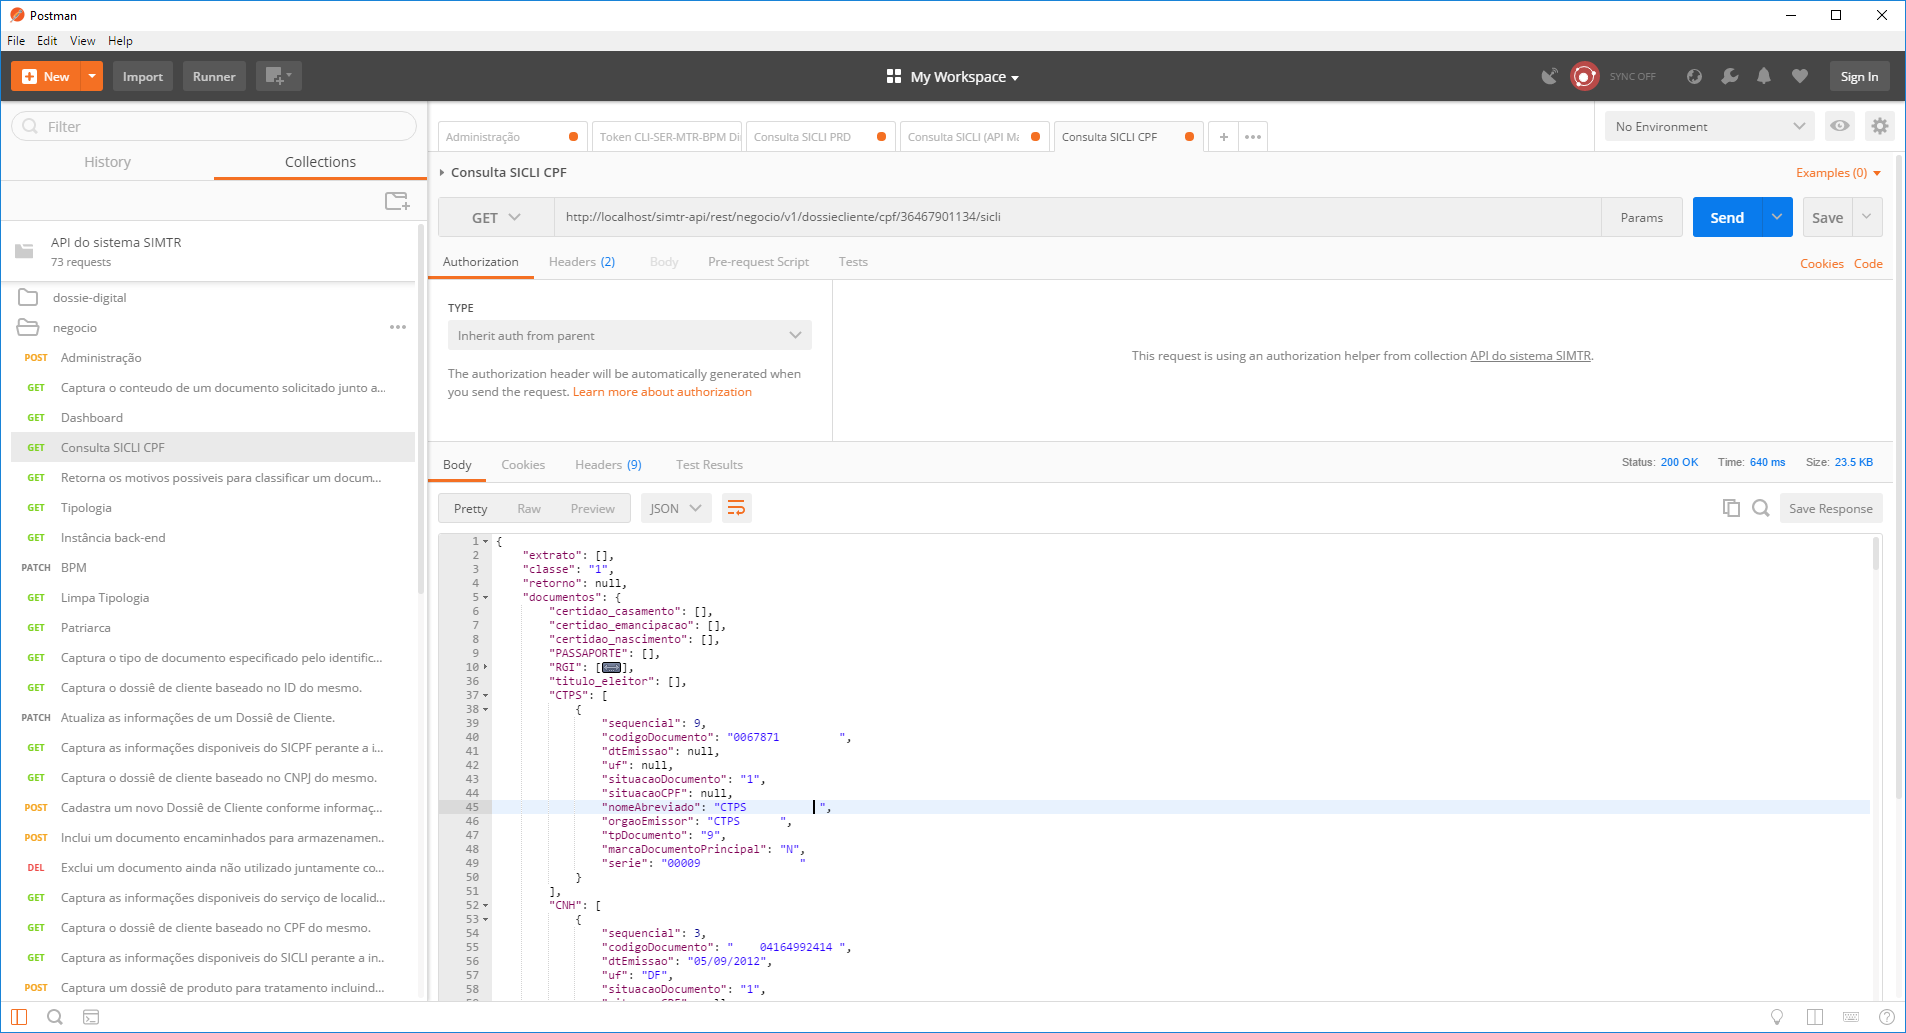 Postman
File Edit View Help
New Import Runner My Workspace SYNC OFF Sign In
Filter
History Collections
API do sistema SIMTR
73 requests
dossie-digital
negocio
POST Administração
GET Captura o conteudo de um documento solicitado junto a...
GET Dashboard
GET Consulta SICLI CPF
GET Retorna os motivos possiveis para classificar um docum...
GET Tipologia
GET Instância back-end
PATCH BPM
GET Limpa Tipologia
GET Patriarca
GET Captura o tipo de documento especificado pelo identific...
GET Captura o dossiê de cliente baseado no ID do mesmo.
PATCH Atualiza as informações de um Dossiê de Cliente.
GET Captura as informações disponiveis do SICPF perante a i...
GET Captura o dossiê de cliente baseado no CNPJ do mesmo.
POST Cadastra um novo Dossiê de Cliente conforme informaç...
POST Inclui um documento encaminhados para armazenamen..
DEL Exclui um documento ainda não utilizado juntamente co...
GET Captura as informações disponiveis do serviço de localid...
GET Captura o dossiê de cliente baseado no CPF do mesmo.
GET Captura as informações disponiveis do SICLI perante a in..
POST Captura um dossiê de produto para tratamento incluind...
Administração Token CLI-SER-MTR-BPM Di Consulta SICLI PRD Consulta SICLI (API Ma Consulta SICLI CPF + •••
No Environment
Consulta SICLI CPF Examples (0)
GET http://localhost/simtr-api/rest/negocio/v1/dossiecliente/cpf/36467901134/sicli Params Send Save
Authorization Headers (2) Body Pre-request Script Tests Cookies Code
TYPE
Inherit auth from parent
The authorization header will be automatically generated when
you send the request. Learn more about authorization
This request is using an authorization helper from collection API do sistema SIMTR.
Body Cookies Headers (9) Test Results Status: 200 OK Time: 640 ms Size: 23.5 KB
Pretty Raw Preview JSON Save Response
1 {
2 "extrato": [],
3 "classe": "1",
4 "retorno": null,
5 "documentos": {
6 "certidao_casamento": [],
7 "certidao_emancipacao": [],
8 "certidao_nascimento": [],
9 "PASSAPORTE": [],
10 "RGI": [],
36 "titulo_eleitor": [],
37 "CTPS": [
38 {
39 "sequencial": 9,
40 "codigoDocumento": "0067871         ",
41 "dtEmissao": null,
42 "uf": null,
43 "situacaoDocumento": "1",
44 "situacaoCPF": null,
45 "nomeAbreviado": "CTPS           ",
46 "orgaoEmissor": "CTPS      ",
47 "tpDocumento": "9",
48 "marcaDocumentoPrincipal": "N",
49 "serie": "00009               "
50 }
51 ],
52 "CNH": [
53 {
54 "sequencial": 3,
55 "codigoDocumento": "    04164992414 ",
56 "dtEmissao": "05/09/2012",
57 "uf": "DF",
58 "situacaoDocumento": "1",